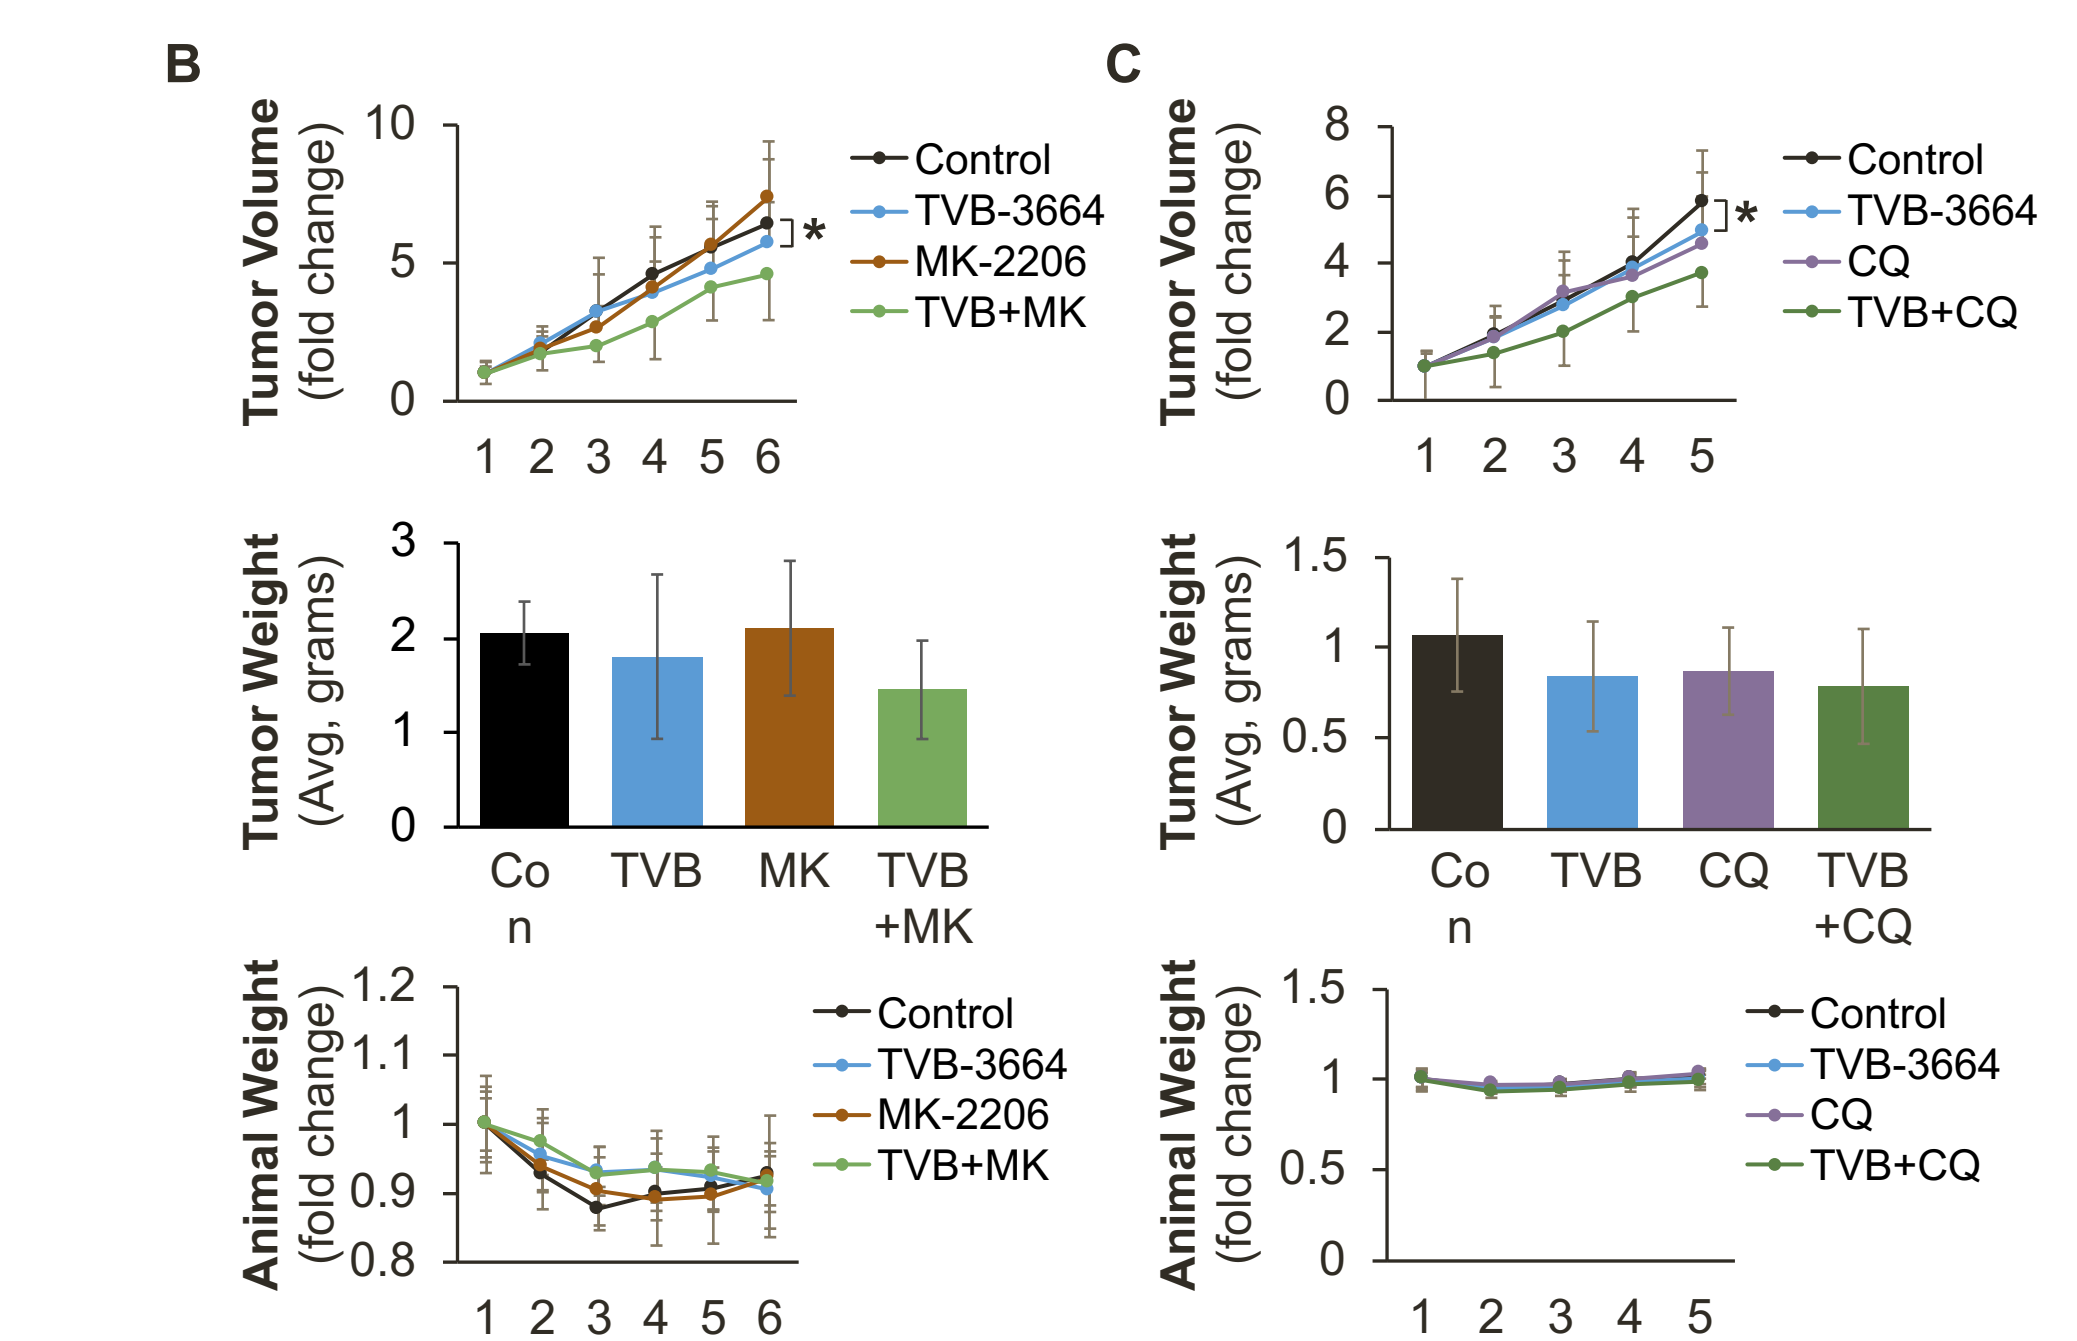 B
Tumor Volume
(fold change)
10
5
0
1 2 3 4 5 6
Control
TVB-3664
MK-2206
TVB+MK
*
Tumor Weight
(Avg, grams)
3
2
1
0
Co
n
TVB
MK
TVB
+MK
Animal Weight
(fold change)
1.2
1.1
1
0.9
0.8
1 2 3 4 5 6
Control
TVB-3664
MK-2206
TVB+MK
C
Tumor Volume
(fold change)
8
6
4
2
0
1 2 3 4 5
Control
TVB-3664
CQ
TVB+CQ
*
Tumor Weight
(Avg, grams)
1.5
1
0.5
0
Co
n
TVB
CQ
TVB
+CQ
Animal Weight
(fold change)
1.5
1
0.5
0
1 2 3 4 5
Control
TVB-3664
CQ
TVB+CQ